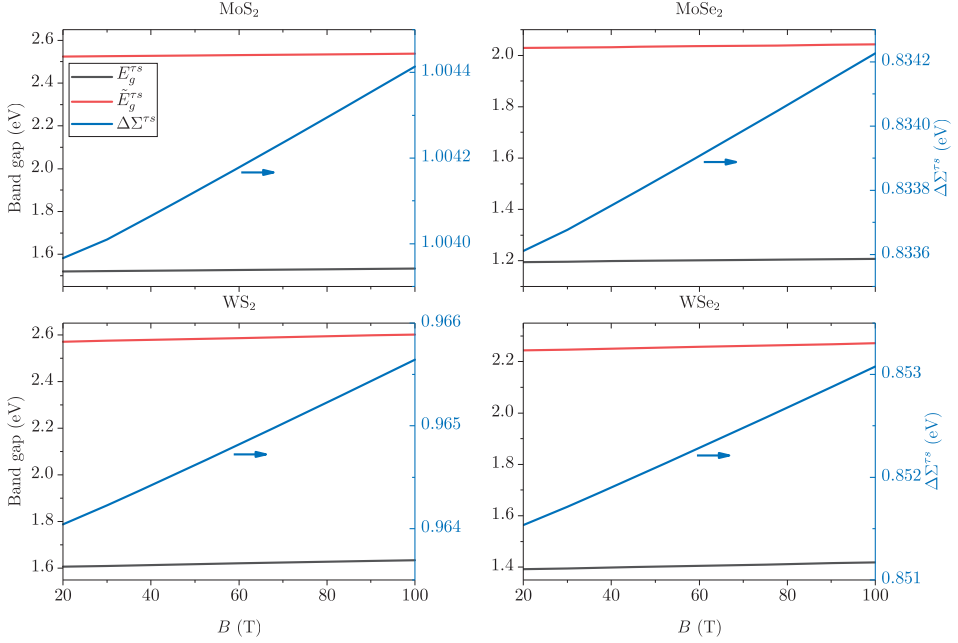 MoS₂
MoSe₂
2.6
2.4
2.2
2.0
1.8
1.6
Band gap (eV)
E_g^{τs}
Ẽ_g^{τs}
ΔΣ^{τs}
1.0044
1.0042
1.0040
2.0
1.8
1.6
1.4
1.2
0.8342
0.8340
0.8338
0.8336
ΔΣ^{τs} (eV)
WS₂
WSe₂
2.6
2.4
2.2
2.0
1.8
1.6
Band gap (eV)
0.966
0.965
0.964
2.2
2.0
1.8
1.6
1.4
0.853
0.852
0.851
ΔΣ^{τs} (eV)
20 40 60 80 100
20 40 60 80 100
B (T)
B (T)